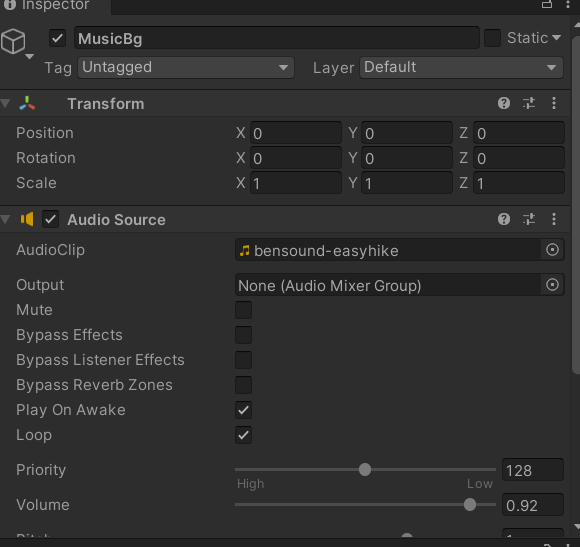 Inspector
MusicBg
Static
Tag Untagged Layer Default
Transform
Position X 0 Y 0 Z 0
Rotation X 0 Y 0 Z 0
Scale X 1 Y 1 Z 1
Audio Source
AudioClip bensound-easyhike
Output None (Audio Mixer Group)
Mute
Bypass Effects
Bypass Listener Effects
Bypass Reverb Zones
Play On Awake
Loop
Priority 128
High Low
Volume 0.92
Pitch 1